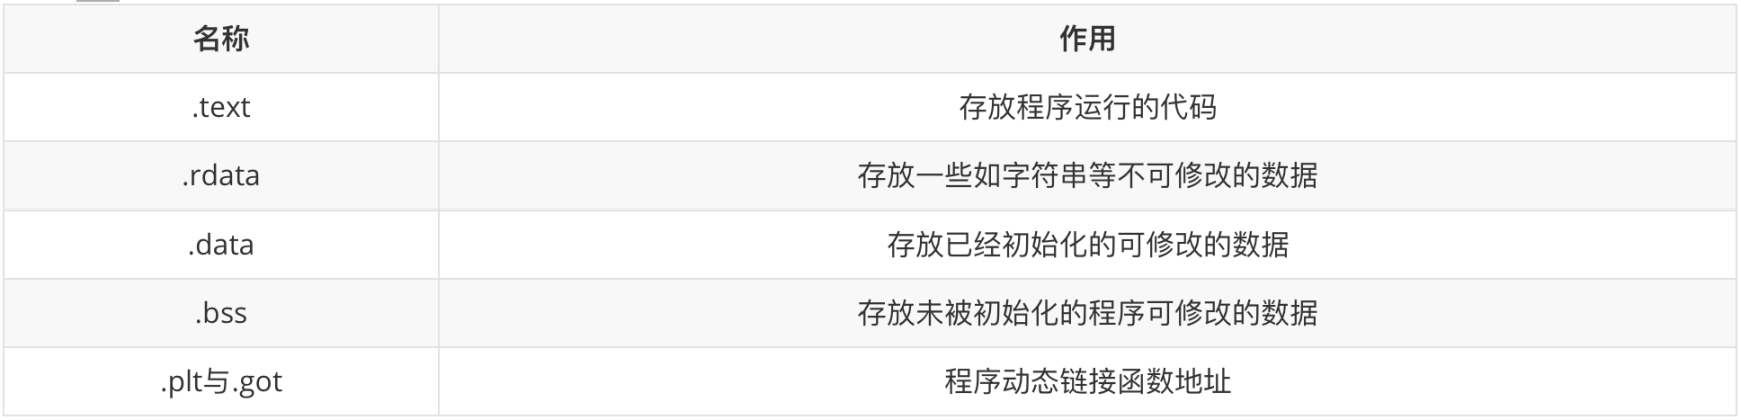 名称 作用
.text 存放程序运行的代码
.rdata 存放一些如字符串等不可修改的数据
.data 存放已经初始化的可修改的数据
.bss 存放未被初始化的程序可修改的数据
.plt与.got 程序动态链接函数地址